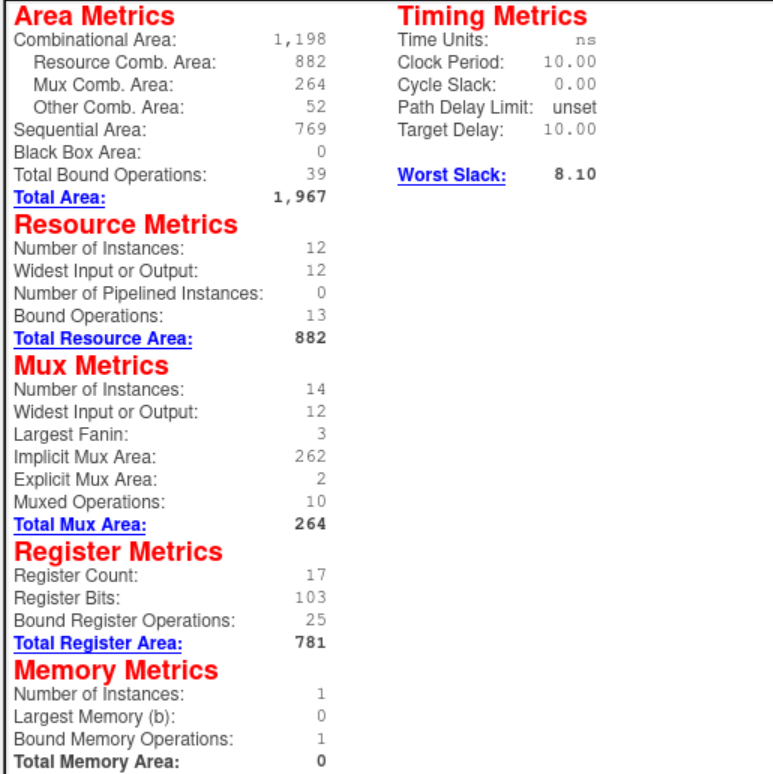 Area Metrics
Combinational Area: 1,198
Resource Comb. Area: 882
Mux Comb. Area: 264
Other Comb. Area: 52
Sequential Area: 769
Black Box Area: 0
Total Bound Operations: 39
Total Area: 1,967
Resource Metrics
Number of Instances: 12
Widest Input or Output: 12
Number of Pipelined Instances: 0
Bound Operations: 13
Total Resource Area: 882
Mux Metrics
Number of Instances: 14
Widest Input or Output: 12
Largest Fanin: 3
Implicit Mux Area: 262
Explicit Mux Area: 2
Muxed Operations: 10
Total Mux Area: 264
Register Metrics
Register Count: 17
Register Bits: 103
Bound Register Operations: 25
Total Register Area: 781
Memory Metrics
Number of Instances: 1
Largest Memory (b): 0
Bound Memory Operations: 1
Total Memory Area: 0
Timing Metrics
Time Units: ns
Clock Period: 10.00
Cycle Slack: 0.00
Path Delay Limit: unset
Target Delay: 10.00
Worst Slack: 8.10